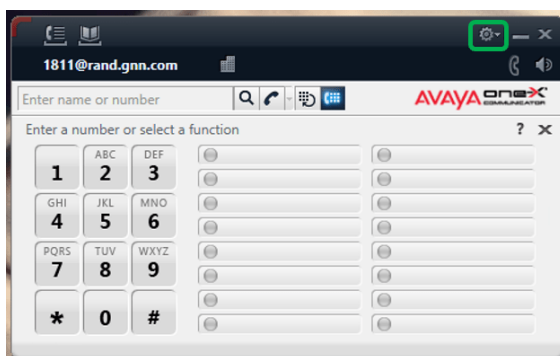 1811@rand.gnn.com
Enter name or number
AVAYA one-X COMMUNICATOR
Enter a number or select a function
?
1
ABC 2
DEF 3
GHI 4
JKL 5
MNO 6
PQRS 7
TUV 8
WXYZ 9
*
0
#